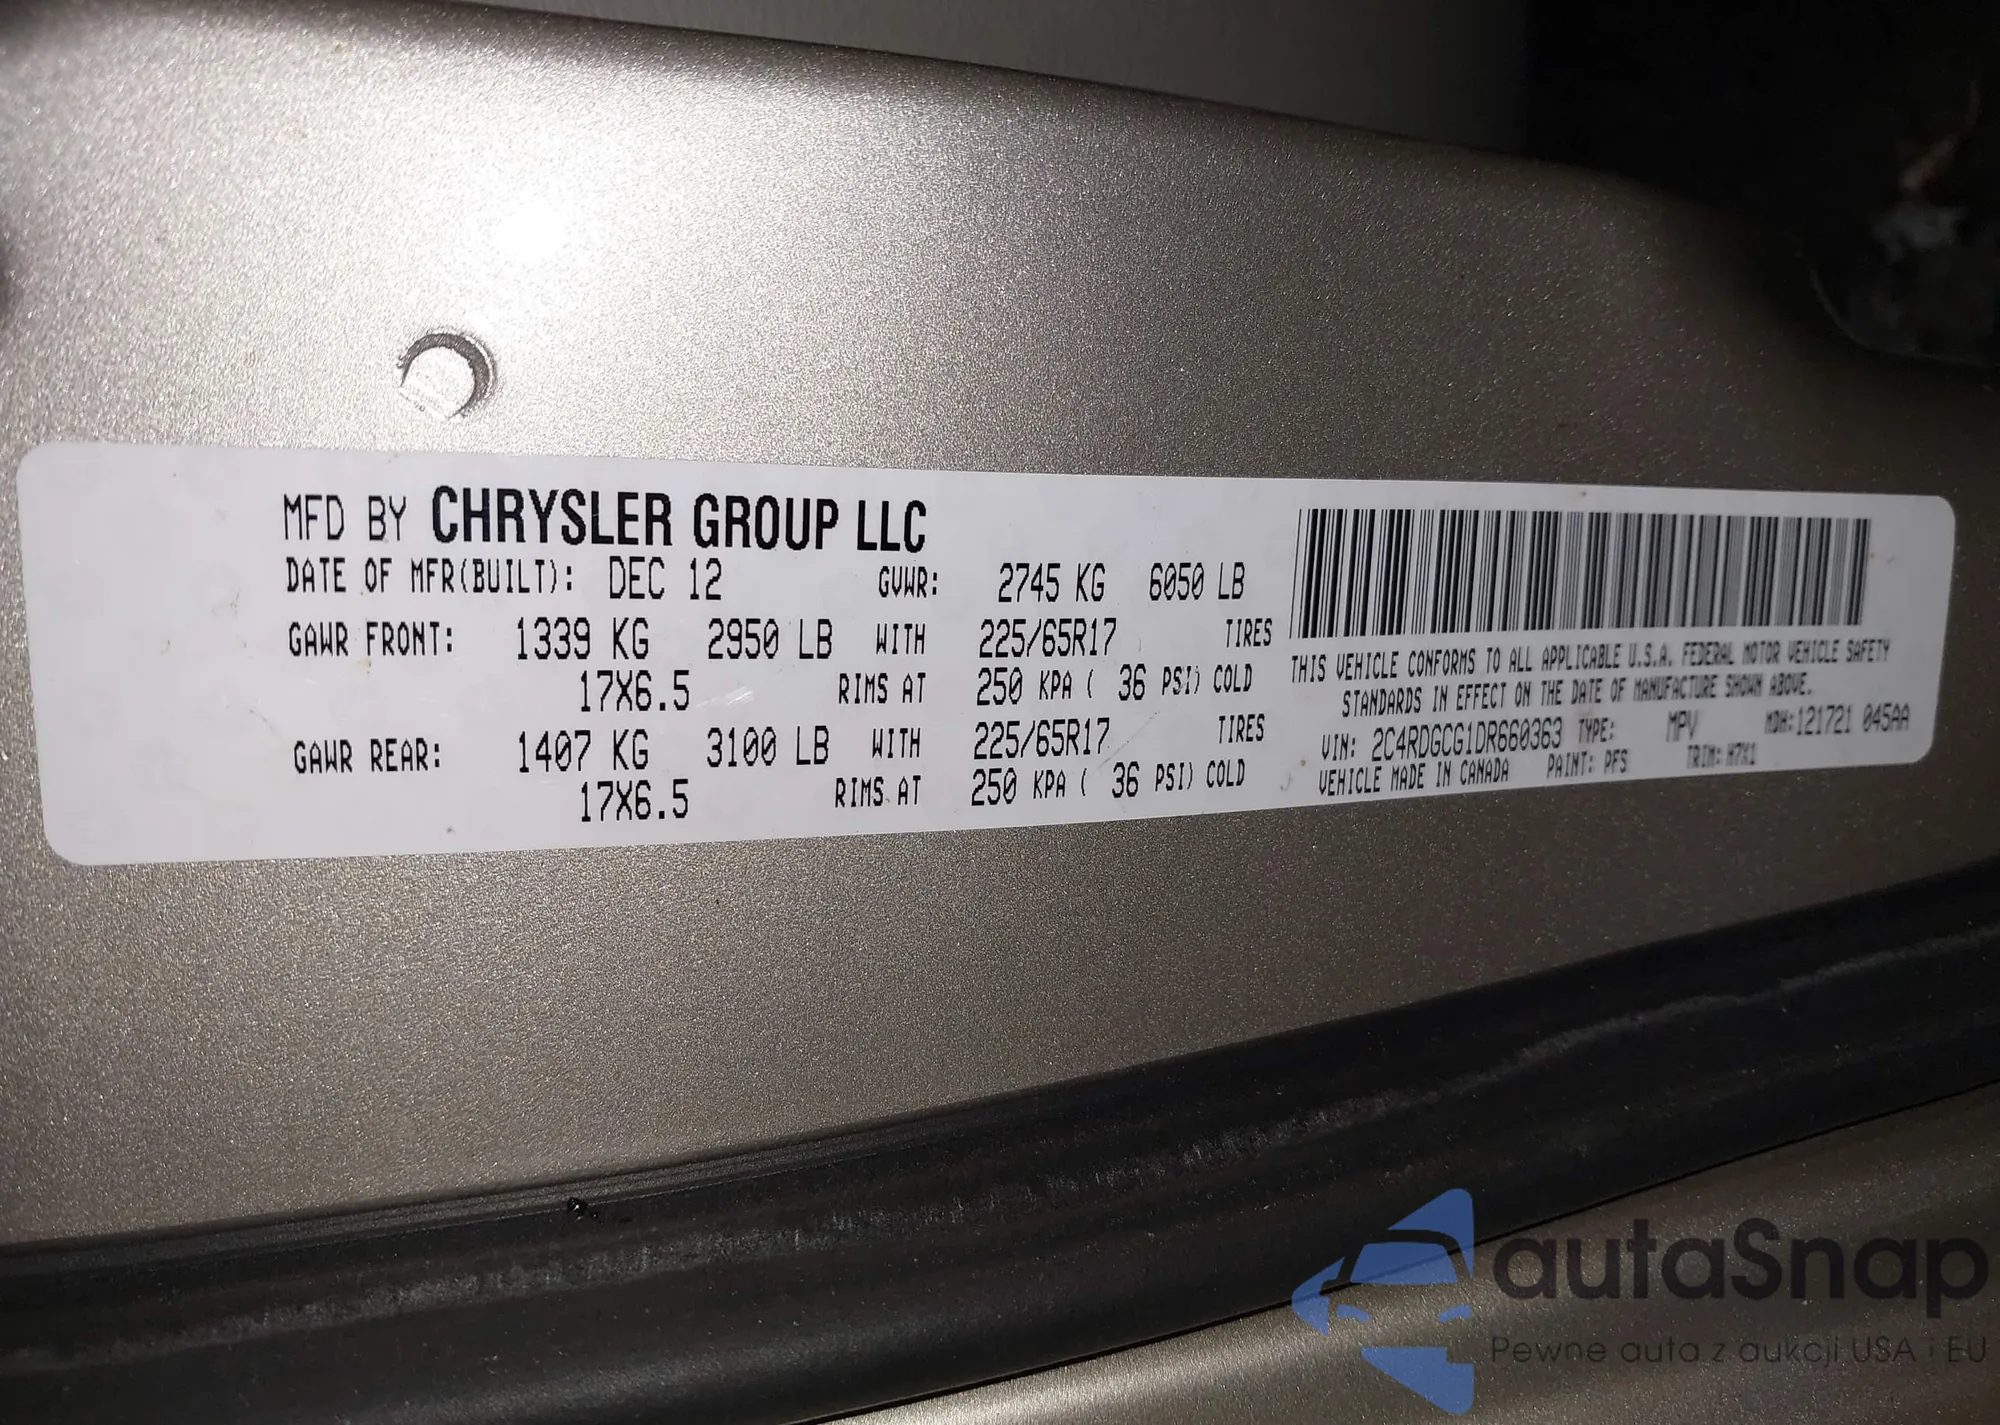 MFD BY CHRYSLER GROUP LLC
DATE OF MFR(BUILT): DEC 12 GVWR: 2745 KG 6050 LB
GAWR FRONT: 1339 KG 2950 LB WITH 225/65R17 TIRES
17X6.5 RIMS AT 250 KPA ( 36 PSI) COLD
GAWR REAR: 1407 KG 3100 LB WITH 225/65R17 TIRES
17X6.5 RIMS AT 250 KPA ( 36 PSI) COLD
THIS VEHICLE CONFORMS TO ALL APPLICABLE U.S.A. FEDERAL MOTOR VEHICLE SAFETY
STANDARDS IN EFFECT ON THE DATE OF MANUFACTURE SHOWN ABOVE.
VIN: 2C4RDGCG1DR660363 TYPE: MPV MDH:121721 045AA
VEHICLE MADE IN CANADA PAINT: PFS TRIM: H7X1
autaSnap
Pewne auta z aukcji USA i EU